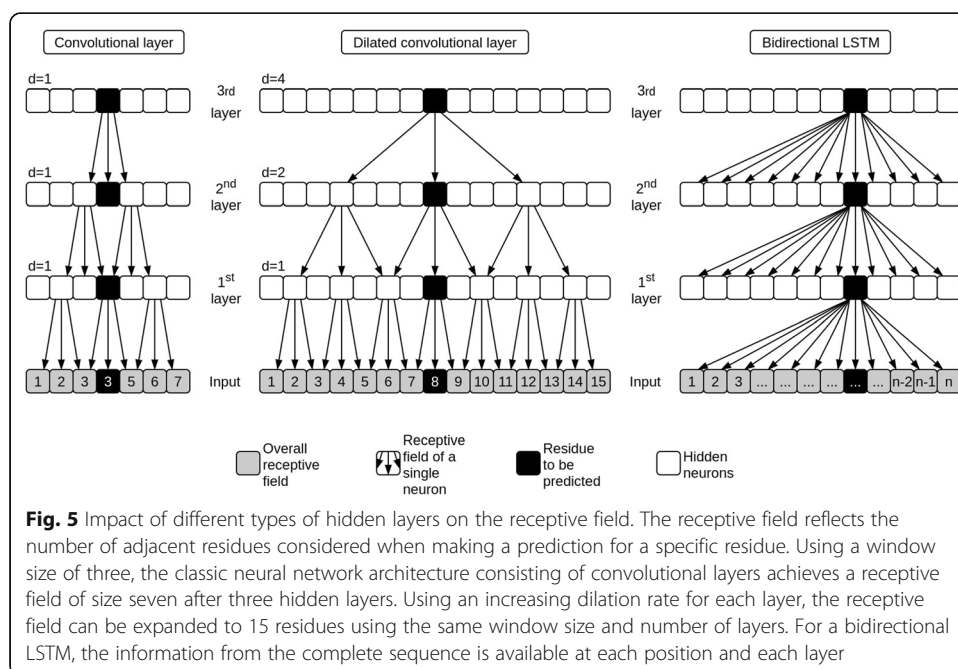 Convolutional layer
Dilated convolutional layer
Bidirectional LSTM
d=1
3rd
layer
d=4
3rd
layer
d=1
2nd
layer
d=2
2nd
layer
d=1
1st
layer
d=1
1st
layer
1 2 3 3 5 6 7
Input
1 2 3 4 5 6 7 8 9 10 11 12 13 14 15
Input
1 2 3 ... ... ... ... ... ... n-2 n-1 n
Overall
receptive
field
Receptive
field of a
single
neuron
Residue
to be
predicted
Hidden
neurons
Fig. 5 Impact of different types of hidden layers on the receptive field. The receptive field reflects the
number of adjacent residues considered when making a prediction for a specific residue. Using a window
size of three, the classic neural network architecture consisting of convolutional layers achieves a receptive
field of size seven after three hidden layers. Using an increasing dilation rate for each layer, the receptive
field can be expanded to 15 residues using the same window size and number of layers. For a bidirectional
LSTM, the information from the complete sequence is available at each position and each layer